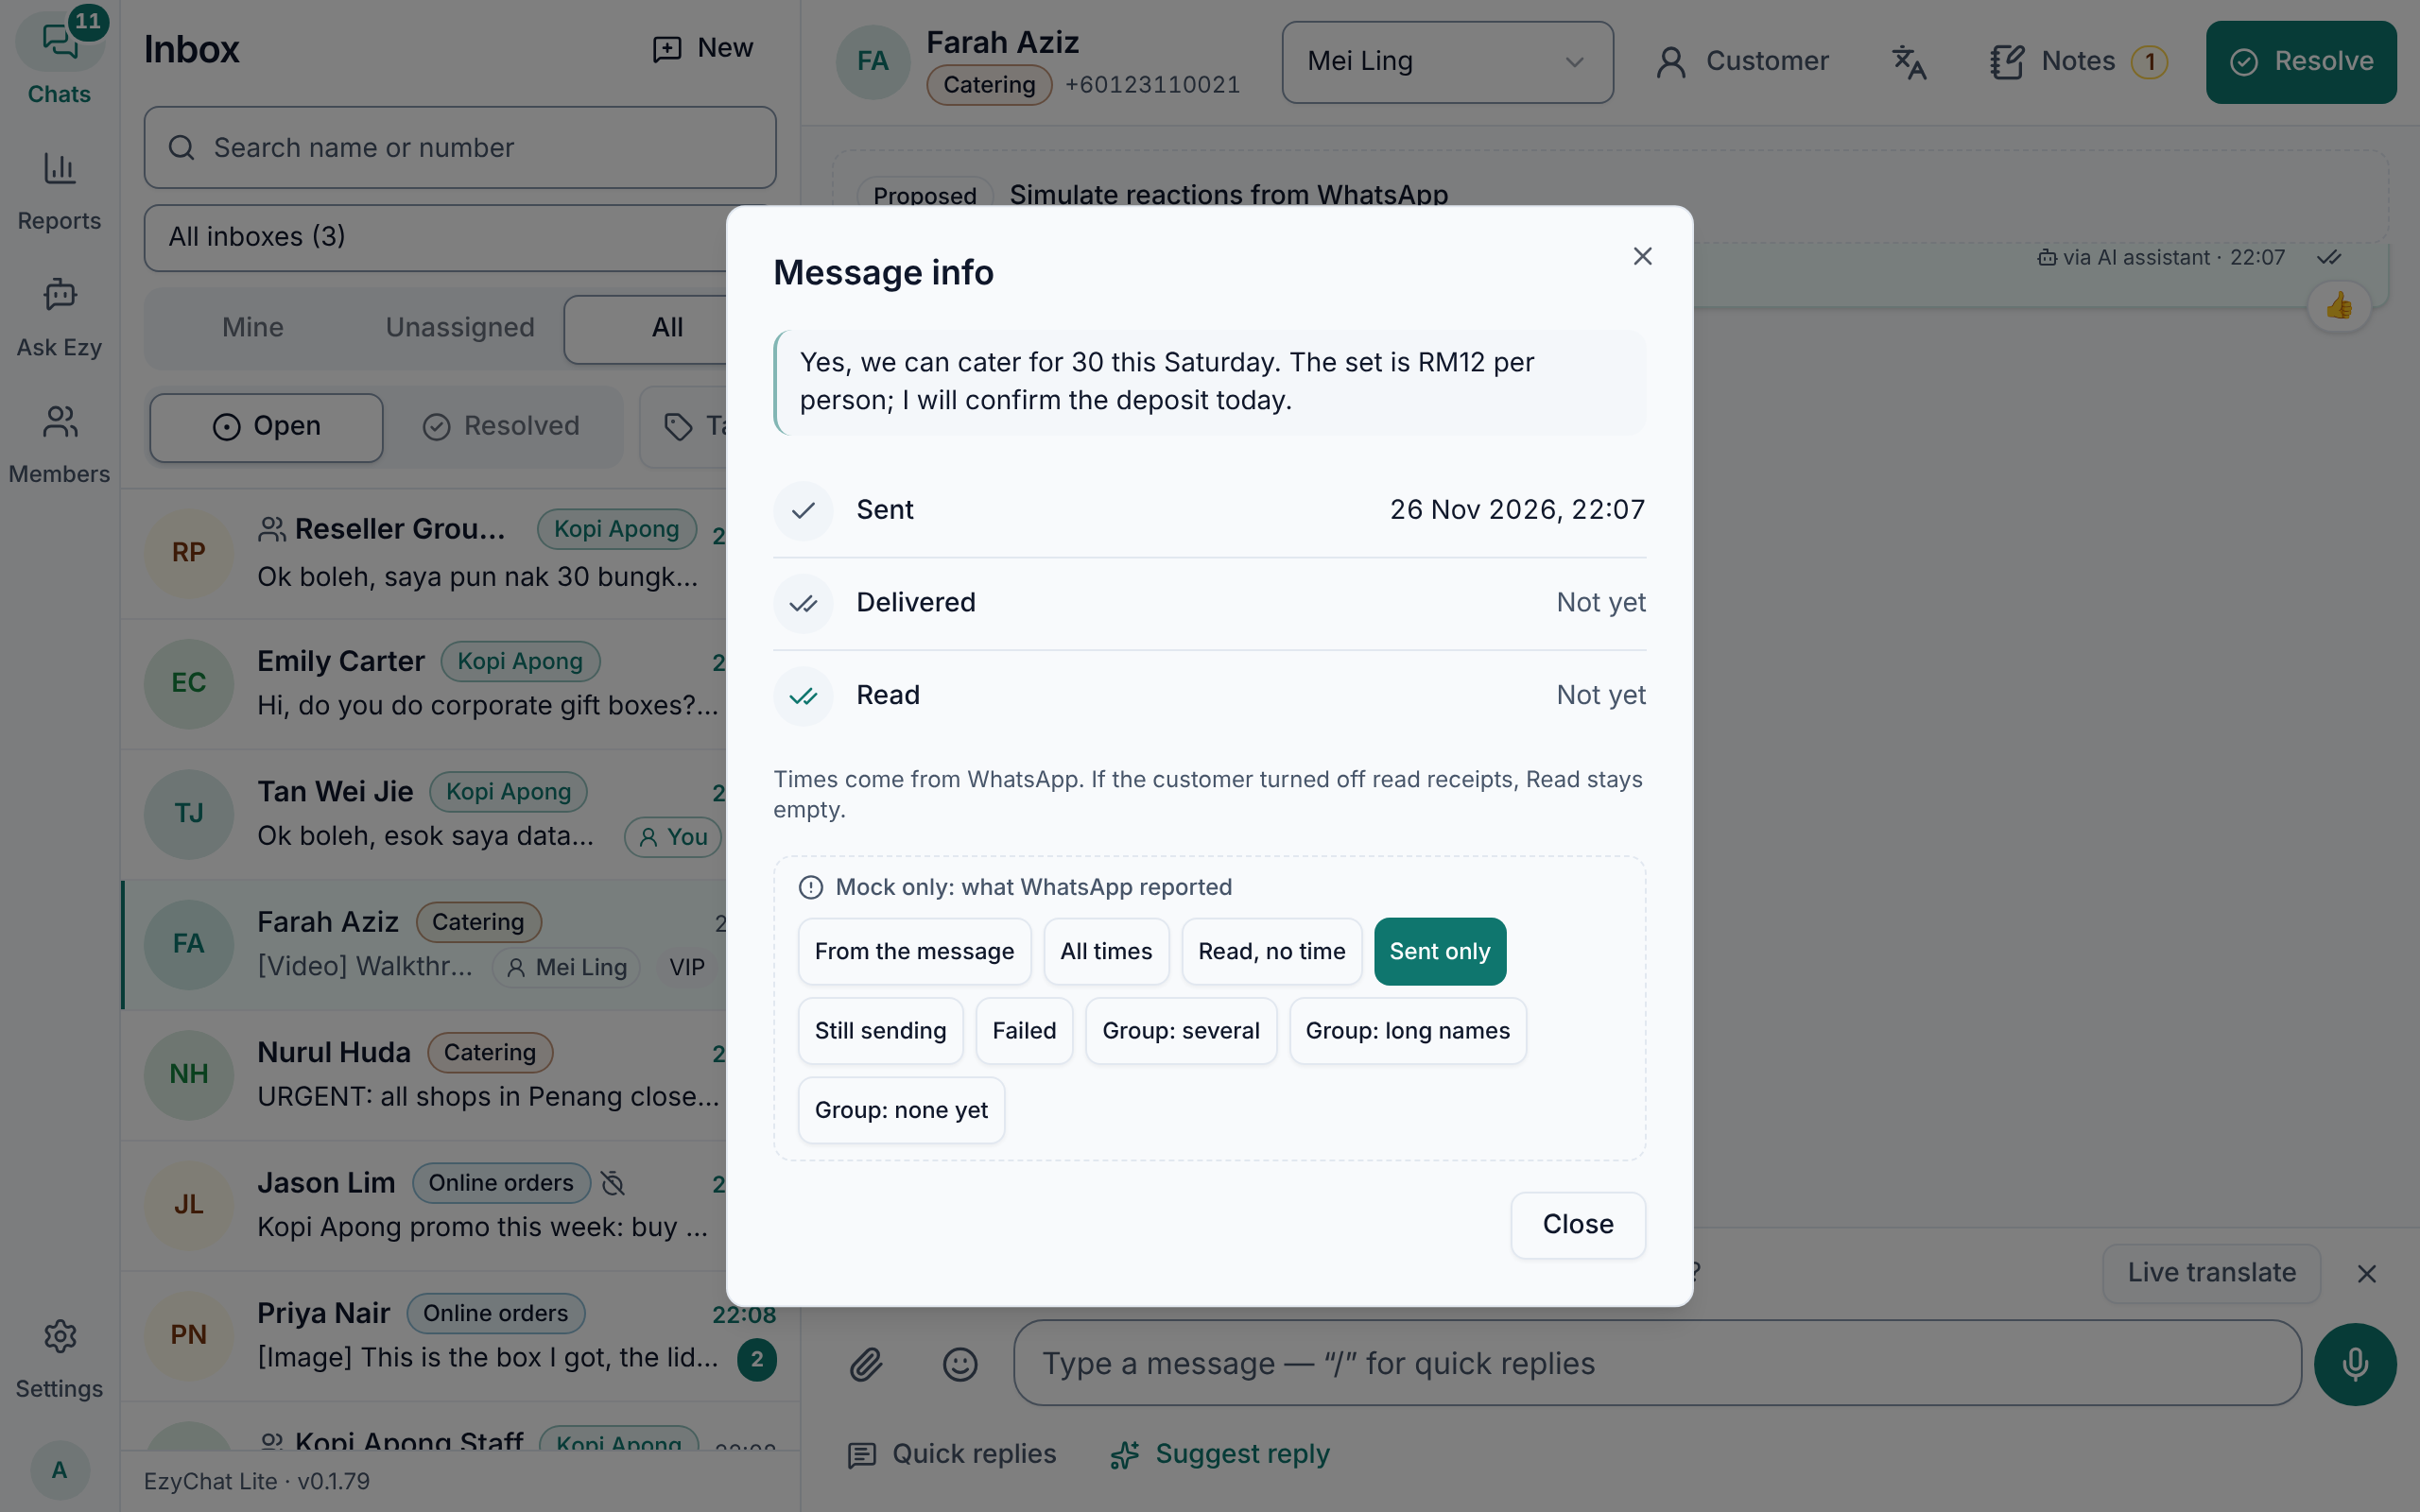 11
Chats
Reports
Ask Ezy
Members
Settings
A
Inbox
New
Search name or number
All inboxes (3)
Mine
Unassigned
All
Open
Resolved
RP
Reseller Grou...
Kopi Apong
Ok boleh, saya pun nak 30 bungk...
EC
Emily Carter
Kopi Apong
Hi, do you do corporate gift boxes?...
TJ
Tan Wei Jie
Kopi Apong
Ok boleh, esok saya data...
You
FA
Farah Aziz
Catering
[Video] Walkthr...
Mei Ling
VIP
NH
Nurul Huda
Catering
URGENT: all shops in Penang close...
JL
Jason Lim
Online orders
Kopi Apong promo this week: buy ...
PN
Priya Nair
Online orders
22:08
[Image] This is the box I got, the lid...
2
Kopi Apong Staff
Kopi Apong
22:08
EzyChat Lite · v0.1.79
FA
Farah Aziz
Catering
+60123110021
Mei Ling
Customer
Notes
1
Resolve
Proposed
Simulate reactions from WhatsApp
via AI assistant · 22:07
👍
Message info
Yes, we can cater for 30 this Saturday. The set is RM12 per
person; I will confirm the deposit today.
Sent
26 Nov 2026, 22:07
Delivered
Not yet
Read
Not yet
Times come from WhatsApp. If the customer turned off read receipts, Read stays
empty.
Mock only: what WhatsApp reported
From the message
All times
Read, no time
Sent only
Still sending
Failed
Group: several
Group: long names
Group: none yet
Close
?
Live translate
Type a message — “/” for quick replies
Quick replies
Suggest reply